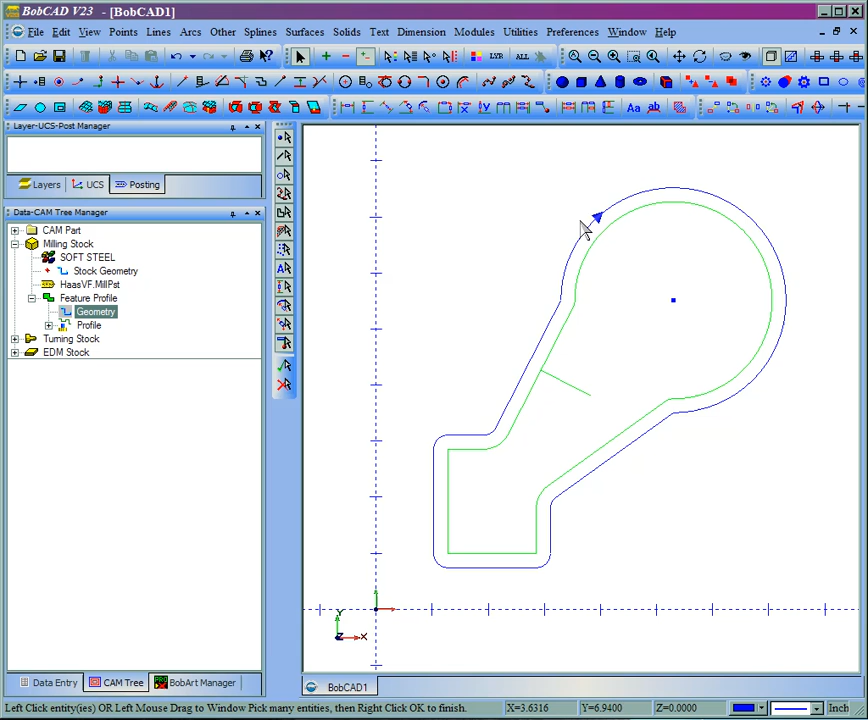 BobCAD V23 - [BobCAD1]
File Edit View Points Lines Arcs Other Splines Surfaces Solids Text Dimension Modules Utilities Preferences Window Help
LYR ALL
Aa ab
Layer-UCS-Post Manager
Layers UCS Posting
Data-CAM Tree Manager
CAM Part
Milling Stock
SOFT STEEL
Stock Geometry
HaasVF.MillPst
Feature Profile
Geometry
Profile
Turning Stock
EDM Stock
Y
Z X
Data Entry CAM Tree BobArt Manager
BobCAD1
Left Click entity(ies) OR Left Mouse Drag to Window Pick many entities, then Right Click OK to finish. X=3.6316 Y=6.9400 Z=0.0000 Inch